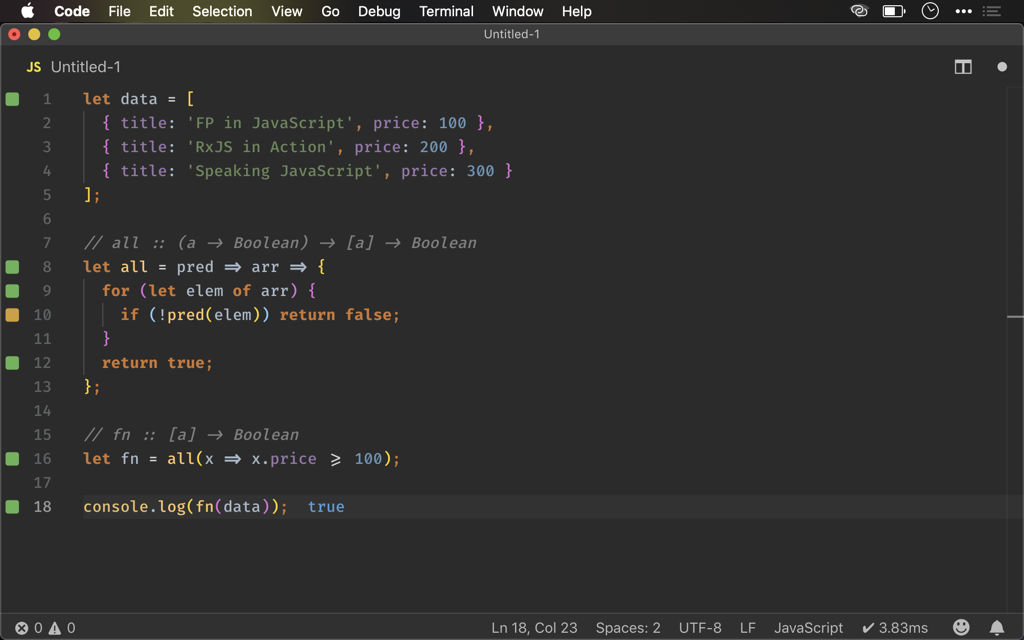 Code File Edit Selection View Go Debug Terminal Window Help
Untitled-1
JS Untitled-1
1 let data = [
2 { title: 'FP in JavaScript', price: 100 },
3 { title: 'RxJS in Action', price: 200 },
4 { title: 'Speaking JavaScript', price: 300 }
5 ];
6
7 // all :: (a → Boolean) → [a] → Boolean
8 let all = pred ⇒ arr ⇒ {
9 for (let elem of arr) {
10 if (!pred(elem)) return false;
11 }
12 return true;
13 };
14
15 // fn :: [a] → Boolean
16 let fn = all(x ⇒ x.price ⩾ 100);
17
18 console.log(fn(data)); true
0 0 Ln 18, Col 23 Spaces: 2 UTF-8 LF JavaScript ✔ 3.83ms